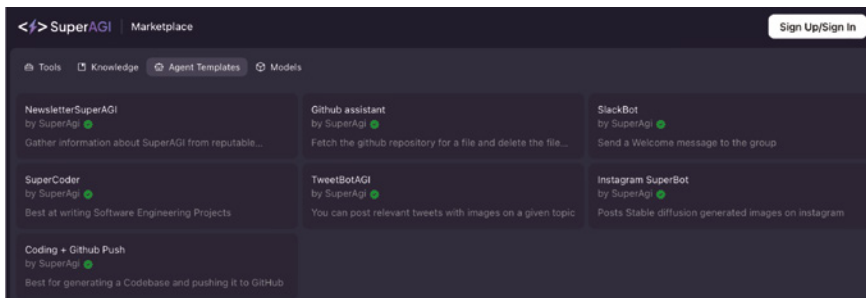 SuperAGI Marketplace Sign Up/Sign In
Tools Knowledge Agent Templates Models
NewsletterSuperAGI
by SuperAgi
Gather information about SuperAGI from reputable...
Github assistant
by SuperAgi
Fetch the github repository for a file and delete the file...
SlackBot
by SuperAgi
Send a Welcome message to the group
SuperCoder
by SuperAgi
Best at writing Software Engineering Projects
TweetBotAGI
by SuperAgi
You can post relevant tweets with images on a given topic
Instagram SuperBot
by SuperAgi
Posts Stable diffusion generated images on instagram
Coding + Github Push
by SuperAgi
Best for generating a Codebase and pushing it to GitHub